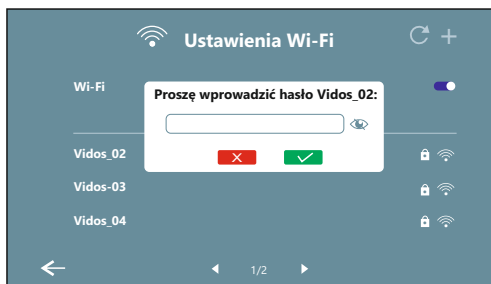 Ustawienia Wi-Fi
Wi-Fi
Proszę wprowadzić hasło Vidos_02:
Vidos_02
Vidos-03
Vidos_04
1/2